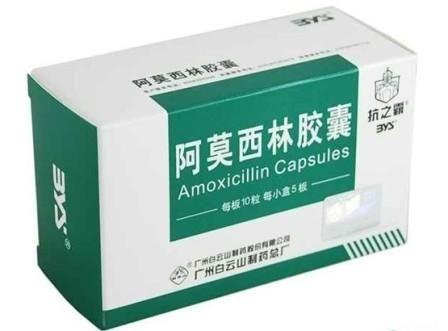 阿莫西林胶囊
抗之霸®
BYS®
阿莫西林胶囊
Amoxicillin Capsules
每板10粒 每小盒5板
广州白云山制药股份有限公司
广州白云山制药总厂
BYS®